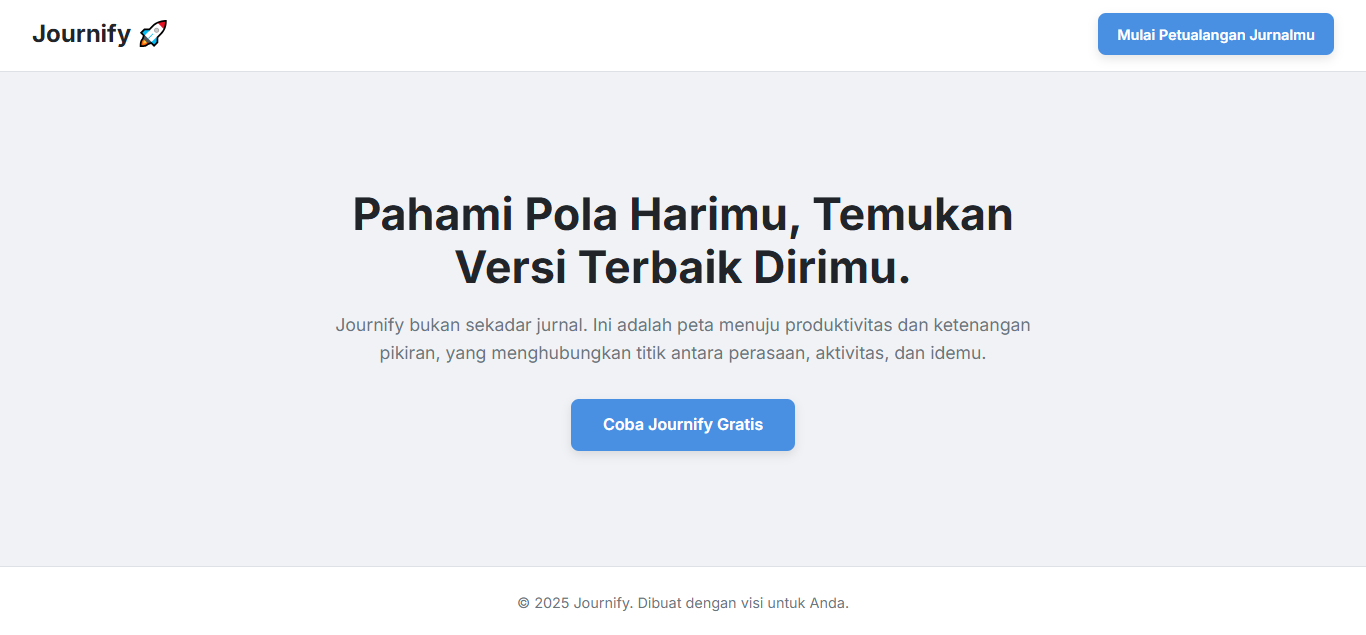 Journify 🚀
Mulai Petualangan Jurnalmu
Pahami Pola Harimu, Temukan
Versi Terbaik Dirimu.
Journify bukan sekadar jurnal. Ini adalah peta menuju produktivitas dan ketenangan
pikiran, yang menghubungkan titik antara perasaan, aktivitas, dan idemu.
Coba Journify Gratis
© 2025 Journify. Dibuat dengan visi untuk Anda.